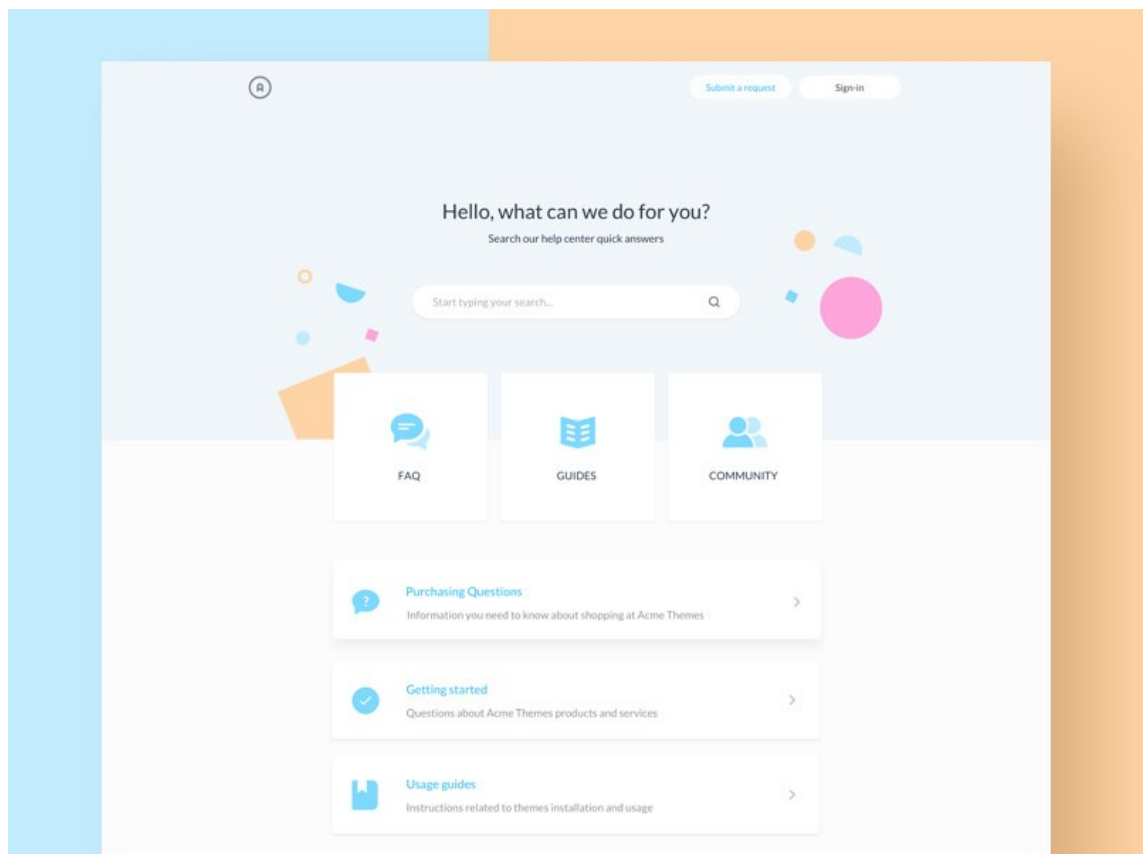 A
Submit a request
Sign-in
Hello, what can we do for you?
Search our help center quick answers
Start typing your search...
FAQ
GUIDES
COMMUNITY
?
Purchasing Questions
Information you need to know about shopping at Acme Themes
Getting started
Questions about Acme Themes products and services
Usage guides
Instructions related to themes installation and usage